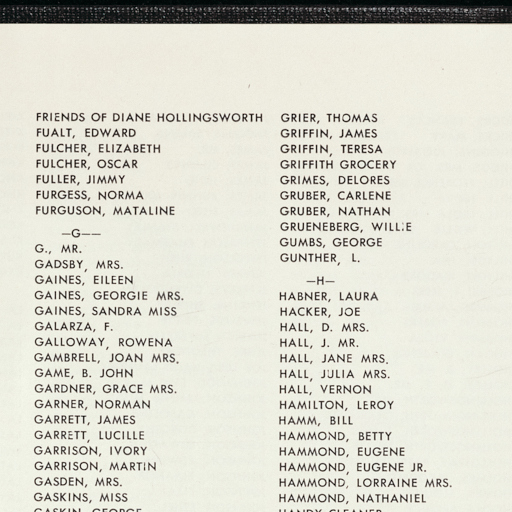 FRIENDS OF DIANE HOLLINGSWORTH
FUALT, EDWARD
FULCHER, ELIZABETH
FULCHER, OSCAR
FULLER, JIMMY
FURGESS, NORMA
FURGUSON, MATALINE
—G——
G., MR.
GADSBY, MRS.
GAINES, EILEEN
GAINES, GEORGIE MRS.
GAINES, SANDRA MISS
GALARZA, F.
GALLOWAY, ROWENA
GAMBRELL, JOAN MRS.
GAME, B. JOHN
GARDNER, GRACE MRS.
GARNER, NORMAN
GARRETT, JAMES
GARRETT, LUCILLE
GARRISON, IVORY
GARRISON, MARTIN
GASDEN, MRS.
GASKINS, MISS
GASKIN, GEORGE
GRIER, THOMAS
GRIFFIN, JAMES
GRIFFIN, TERESA
GRIFFITH GROCERY
GRIMES, DELORES
GRUBER, CARLENE
GRUBER, NATHAN
GRUENEBERG, WILLIE
GUMBS, GEORGE
GUNTHER, L.
—H—
HABNER, LAURA
HACKER, JOE
HALL, D. MRS.
HALL, J. MR.
HALL, JANE MRS.
HALL, JULIA MRS.
HALL, VERNON
HAMILTON, LEROY
HAMM, BILL
HAMMOND, BETTY
HAMMOND, EUGENE
HAMMOND, EUGENE JR.
HAMMOND, LORRAINE MRS.
HAMMOND, NATHANIEL
HANDY CLEANER